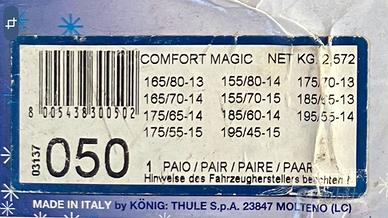 COMFORT MAGIC NET KG 2,572
165/80-13 155/80-14 175/70-13
165/70-14 155/70-15 185/65-13
175/65-14 185/60-14 195/55-14
175/55-15 195/45-15
8 005438 300502
03137
050
1 PAIO / PAIR / PAIRE / PAAR
Hinweise des Fahrzeugherstellers beachten!
MADE IN ITALY by KÖNIG: THULE S.p.A. 23847 MOLTENO (LC)